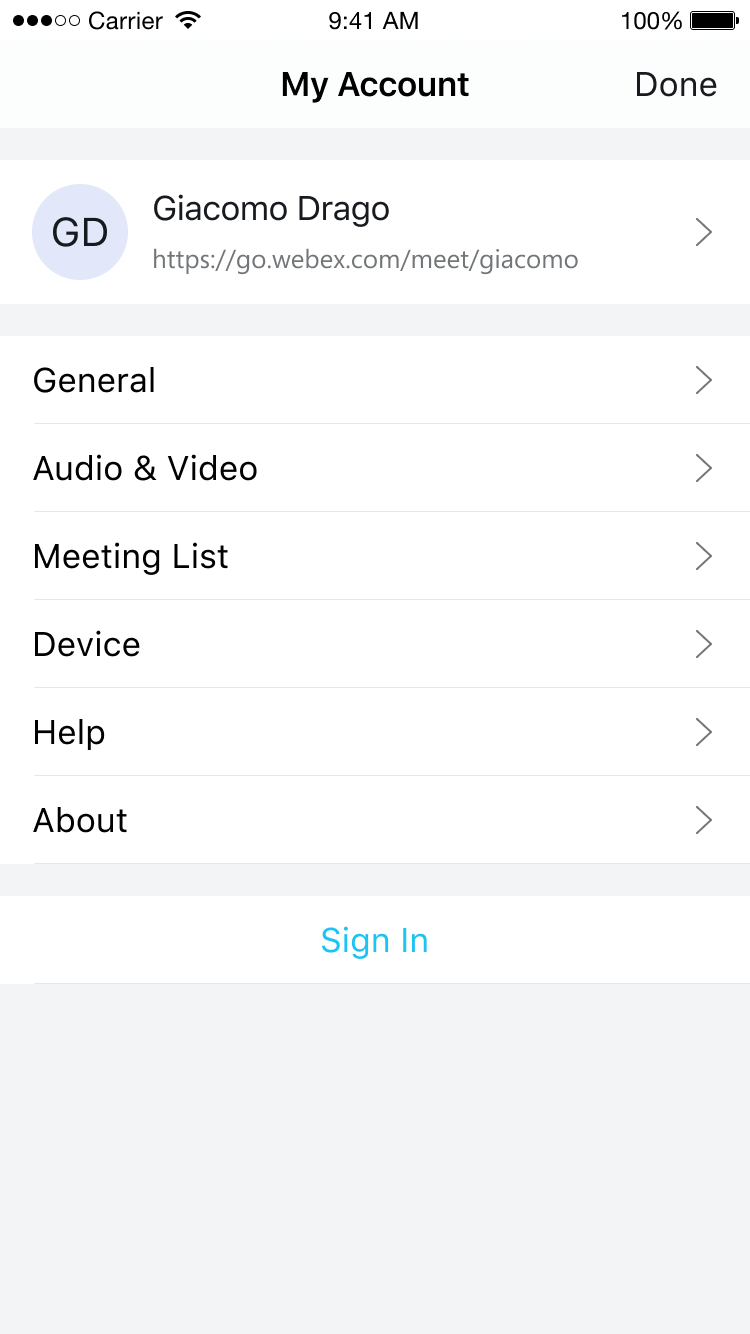 Carrier 9:41 AM 100%
My Account Done
GD
Giacomo Drago
https://go.webex.com/meet/giacomo
General
Audio & Video
Meeting List
Device
Help
About
Sign In